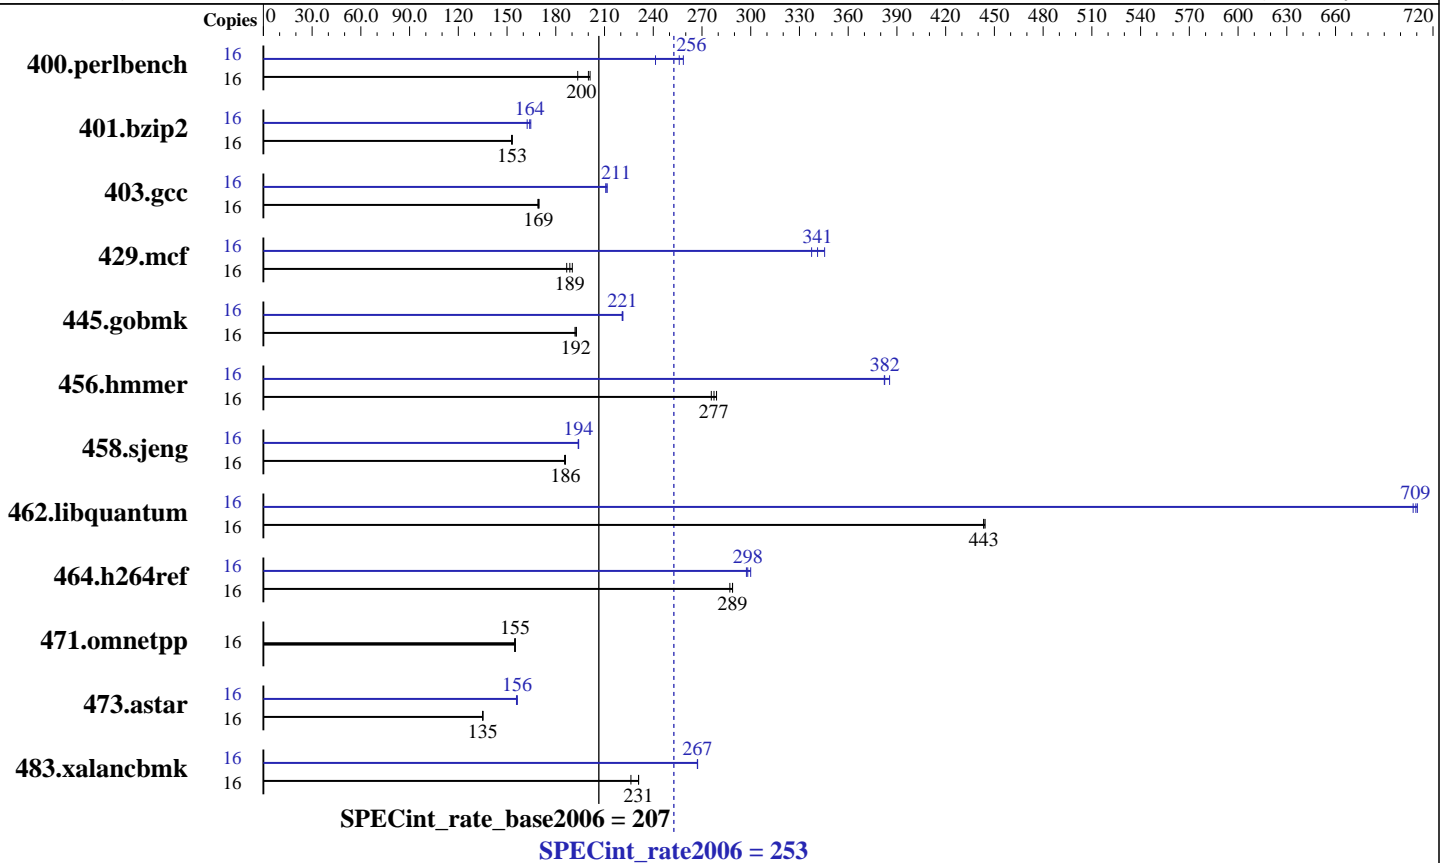 Copies 0 30.0 60.0 90.0 120 150 180 210 240 270 300 330 360 390 420 450 480 510 540 570 600 630 660 720
400.perlbench 16 256
16 200
401.bzip2 16 164
16 153
403.gcc 16 211
16 169
429.mcf 16 341
16 189
445.gobmk 16 221
16 192
456.hmmer 16 382
16 277
458.sjeng 16 194
16 186
462.libquantum 16 709
16 443
464.h264ref 16 298
16 289
471.omnetpp 16 155
473.astar 16 156
16 135
483.xalancbmk 16 267
16 231
SPECint_rate_base2006 = 207
SPECint_rate2006 = 253